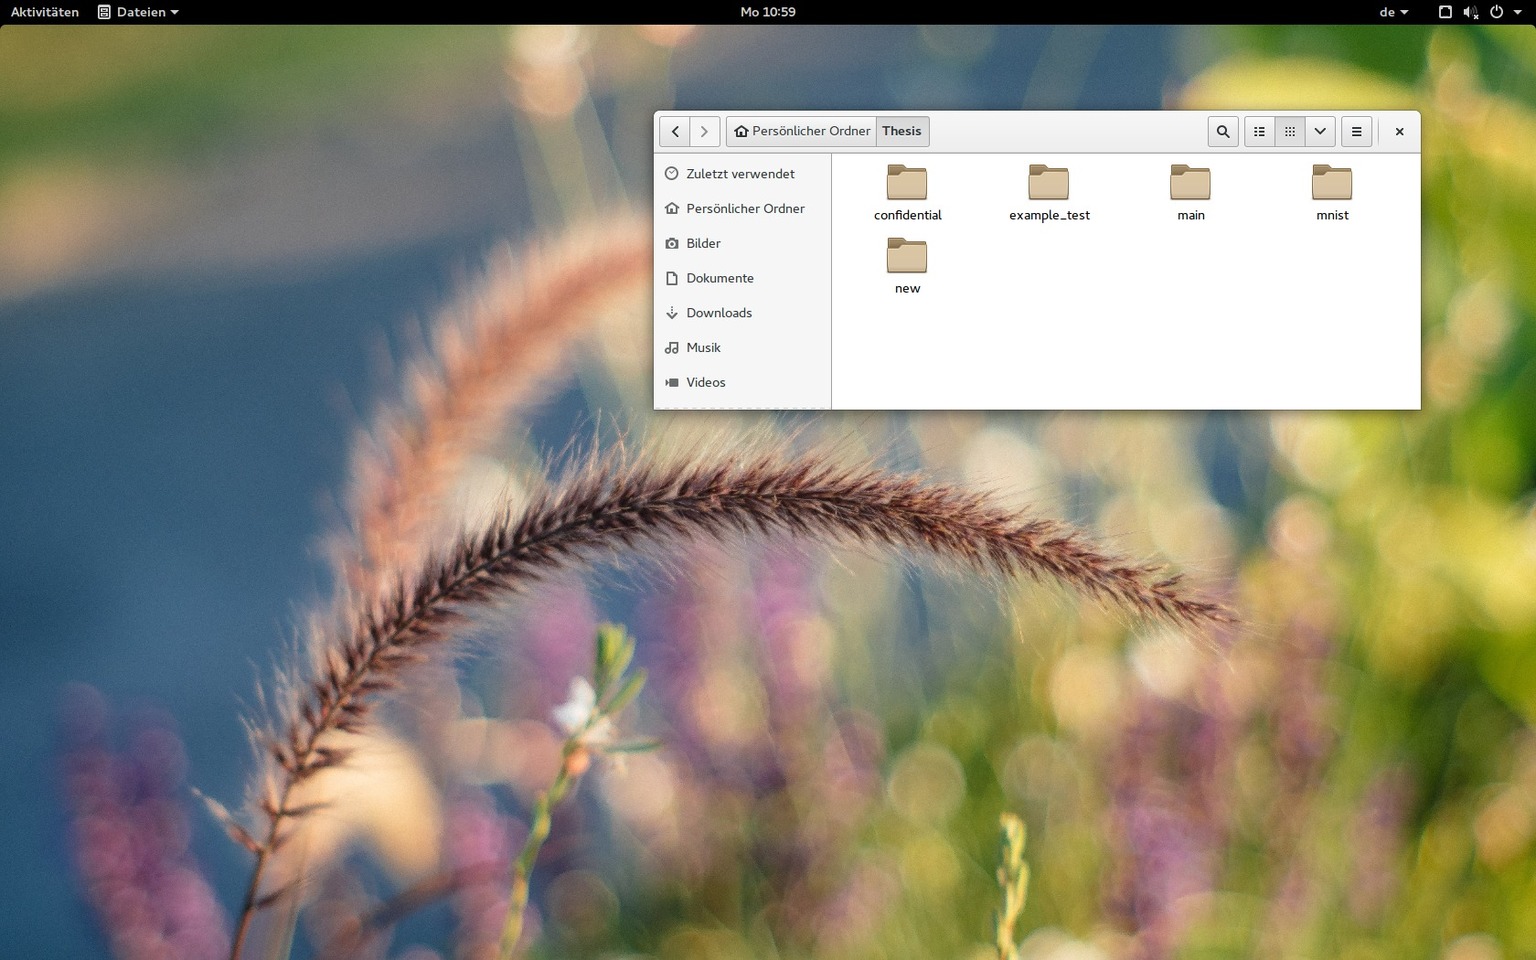 Aktivitäten Dateien Mo 10:59 de
Persönlicher Ordner Thesis
Zuletzt verwendet
Persönlicher Ordner
Bilder
Dokumente
Downloads
Musik
Videos
confidential example_test main mnist
new